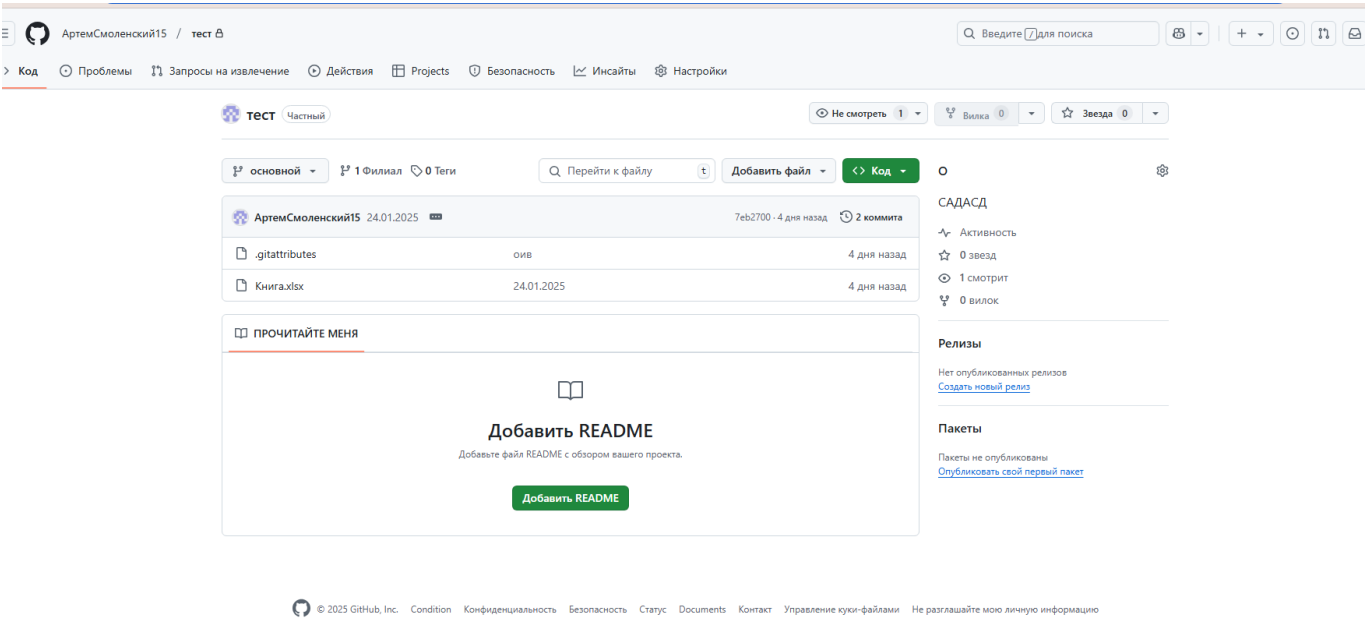 АртемСмоленский15 / тест Введите / для поиска
Код Проблемы Запросы на извлечение Действия Projects Безопасность Инсайты Настройки
тест Частный Не смотреть 1 Вилка 0 Звезда 0
основной 1 Филиал 0 Теги Перейти к файлу t Добавить файл Код
АртемСмоленский15 24.01.2025 7eb2700 · 4 дня назад 2 коммита
.gitattributes оив 4 дня назад
Книга.xlsx 24.01.2025 4 дня назад
ПРОЧИТАЙТЕ МЕНЯ
Добавить README
Добавьте файл README с обзором вашего проекта.
Добавить README
О
САДАСД
Активность
0 звезд
1 смотрит
0 вилок
Релизы
Нет опубликованных релизов
Создать новый релиз
Пакеты
Пакеты не опубликованы
Опубликовать свой первый пакет
© 2025 GitHub, Inc. Condition Конфиденциальность Безопасность Статус Documents Контакт Управление куки-файлами Не разглашайте мою личную информацию